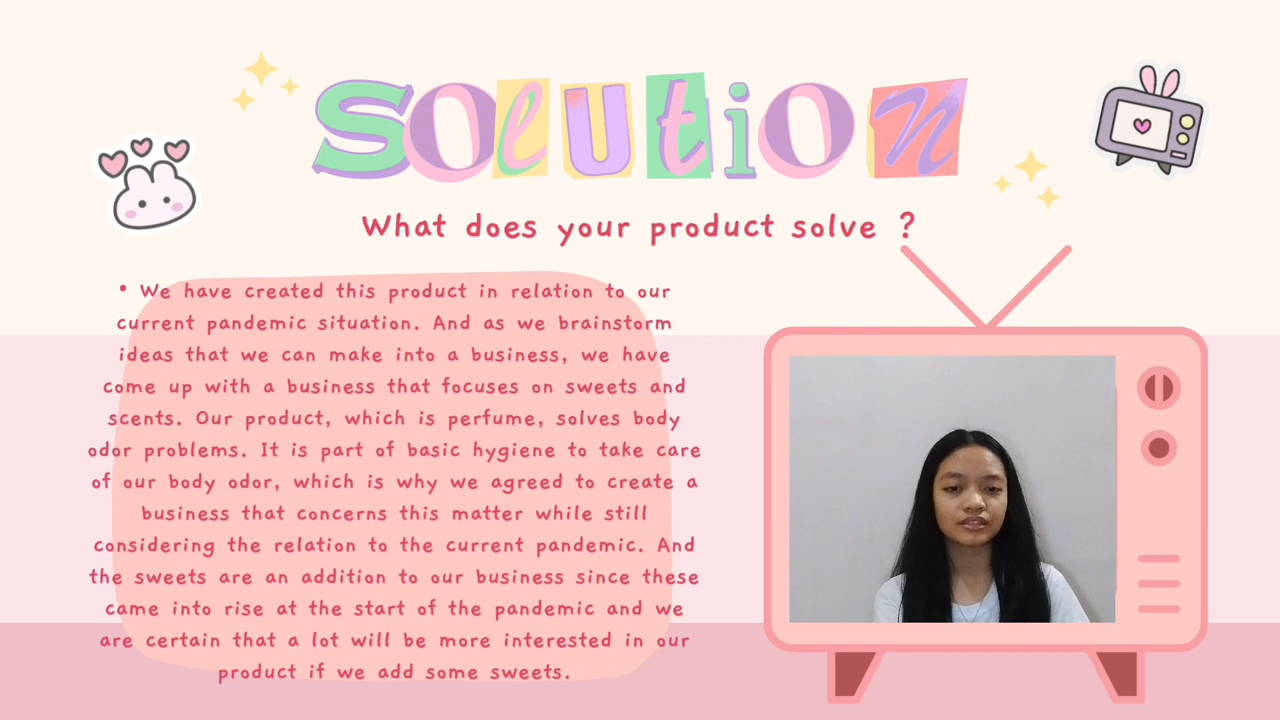 Solution
What does your product solve ?
• We have created this product in relation to our
current pandemic situation. And as we brainstorm
ideas that we can make into a business, we have
come up with a business that focuses on sweets and
scents. Our product, which is perfume, solves body
odor problems. It is part of basic hygiene to take care
of our body odor, which is why we agreed to create a
business that concerns this matter while still
considering the relation to the current pandemic. And
the sweets are an addition to our business since these
came into rise at the start of the pandemic and we
are certain that a lot will be more interested in our
product if we add some sweets.